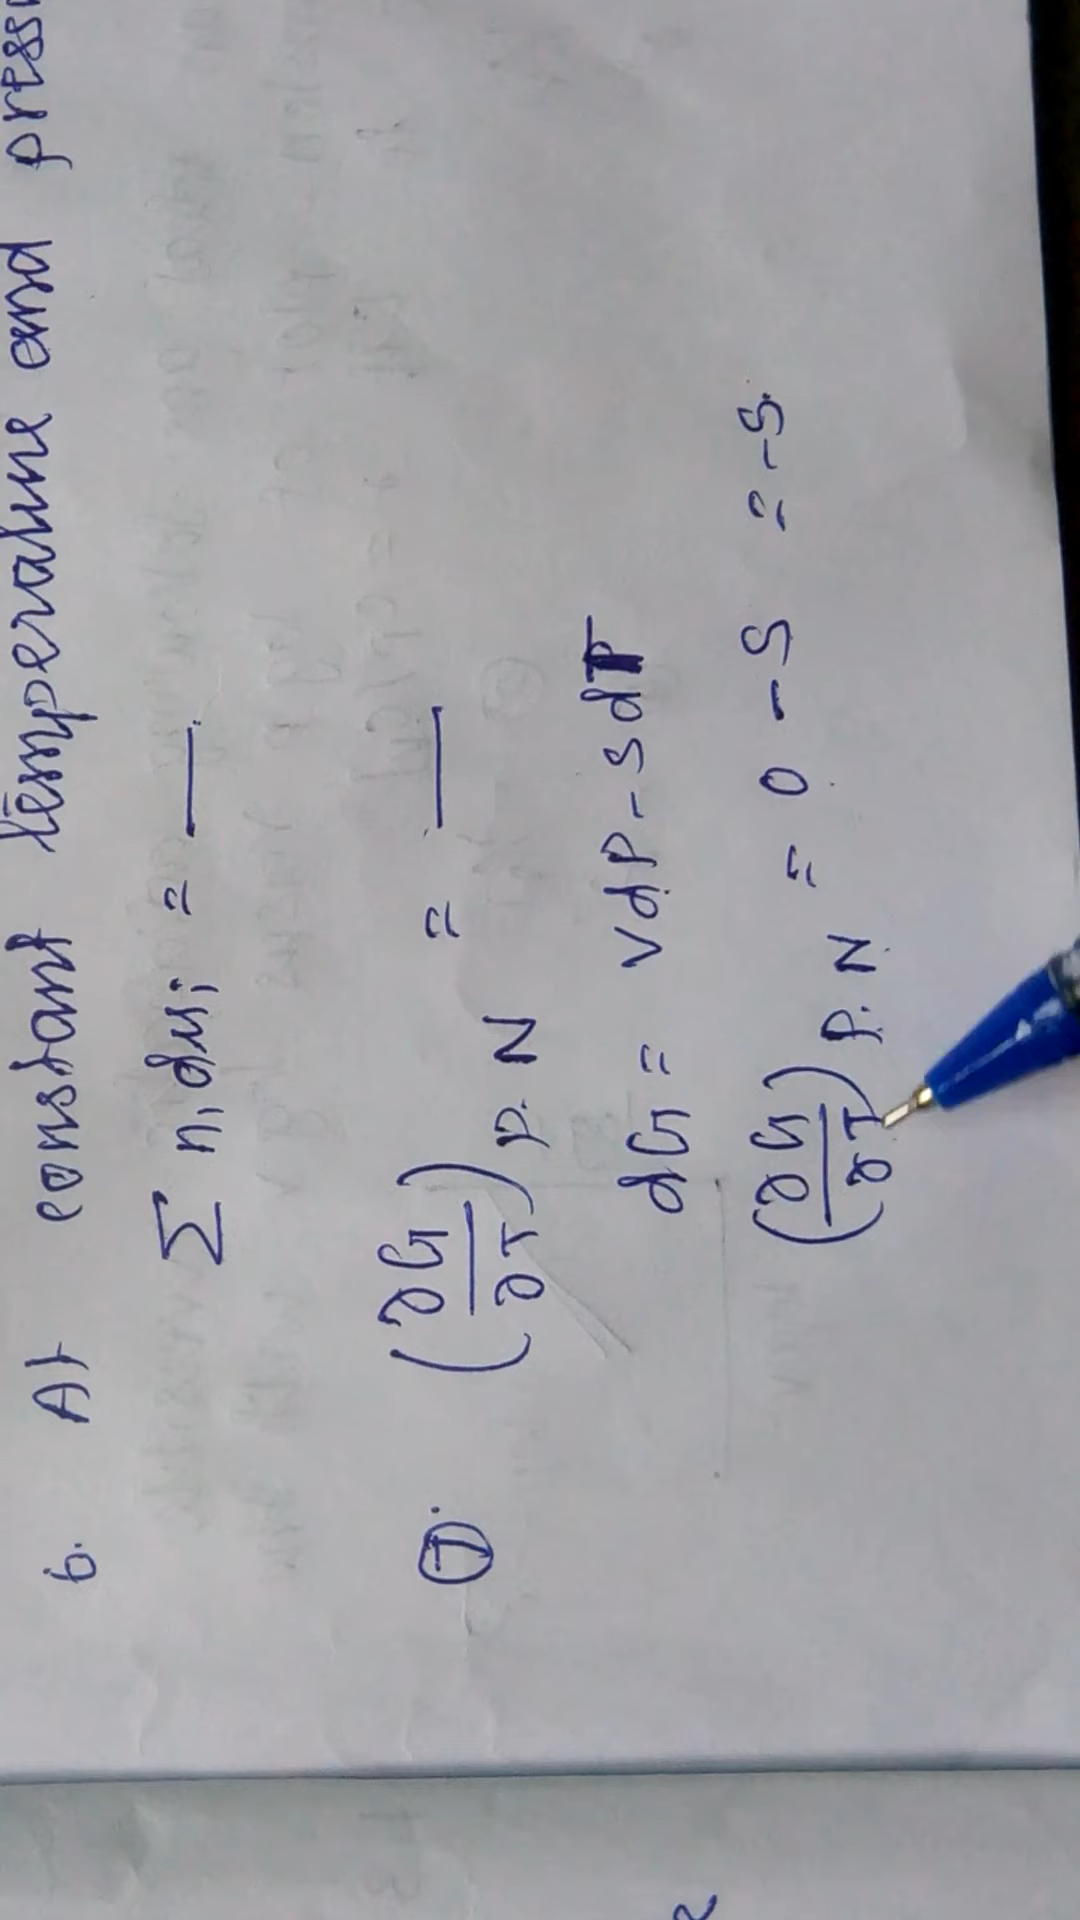 6. At constant temperature and press
Σ nᵢ dμᵢ = ___.
⑦. (∂G/∂T) P.N = ___
dG = vdP - sdT
(∂G/∂T) P.N = 0 - S = -S.